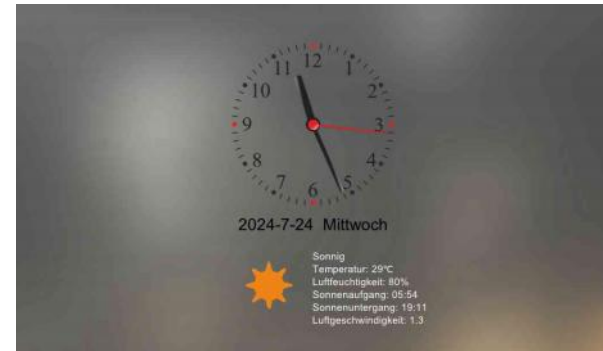 12
1
2
3
4
5
6
7
8
9
10
11
2024-7-24 Mittwoch
Sonnig
Temperatur: 29℃
Luftfeuchtigkeit: 80%
Sonnenaufgang: 05:54
Sonnenuntergang: 19:11
Luftgeschwindigkeit: 1.3